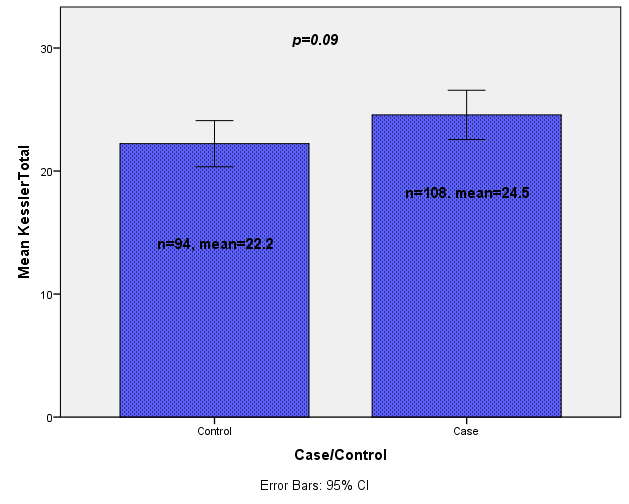 p=0.09
30
20
10
0
Mean KesslerTotal
n=94, mean=22.2
n=108. mean=24.5
Control
Case
Case/Control
Error Bars: 95% CI